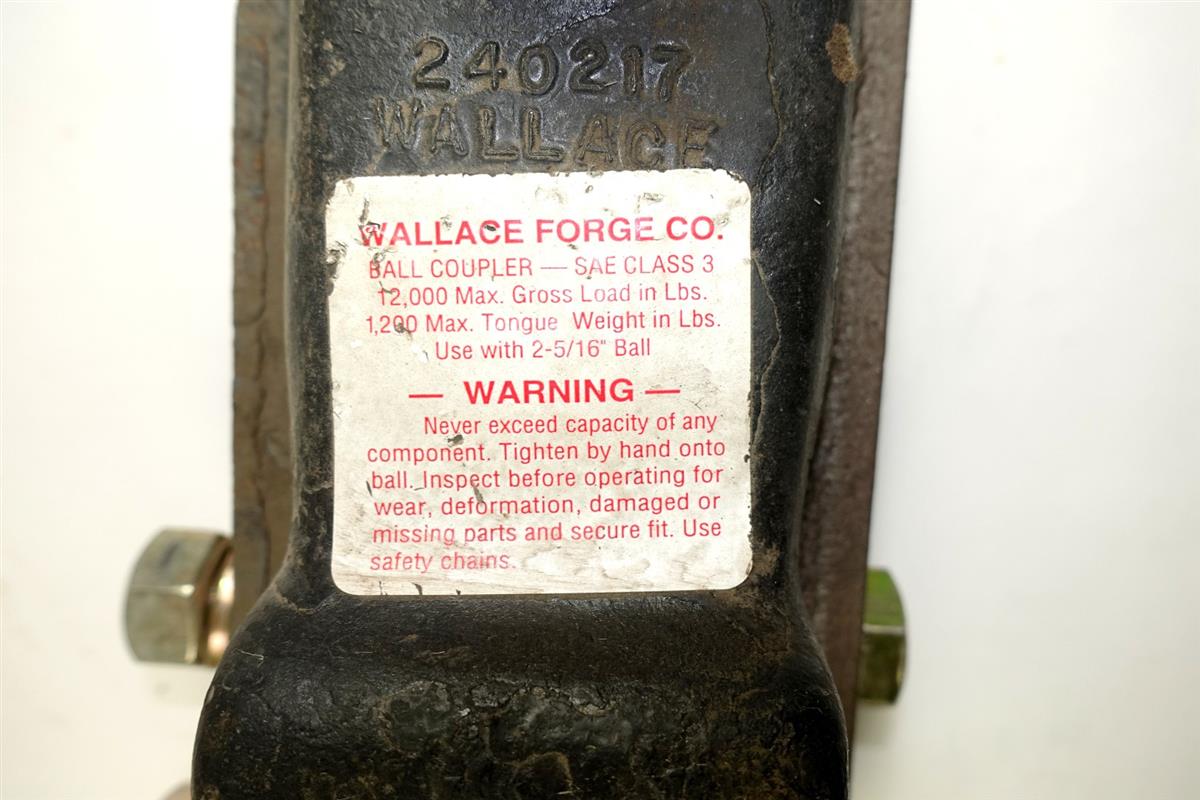 240217
WALLACE
WALLACE FORGE CO.
BALL COUPLER — SAE CLASS 3
12,000 Max. Gross Load in Lbs.
1,200 Max. Tongue Weight in Lbs.
Use with 2-5/16" Ball
— WARNING —
Never exceed capacity of any
component. Tighten by hand onto
ball. Inspect before operating for
wear, deformation, damaged or
missing parts and secure fit. Use
safety chains.